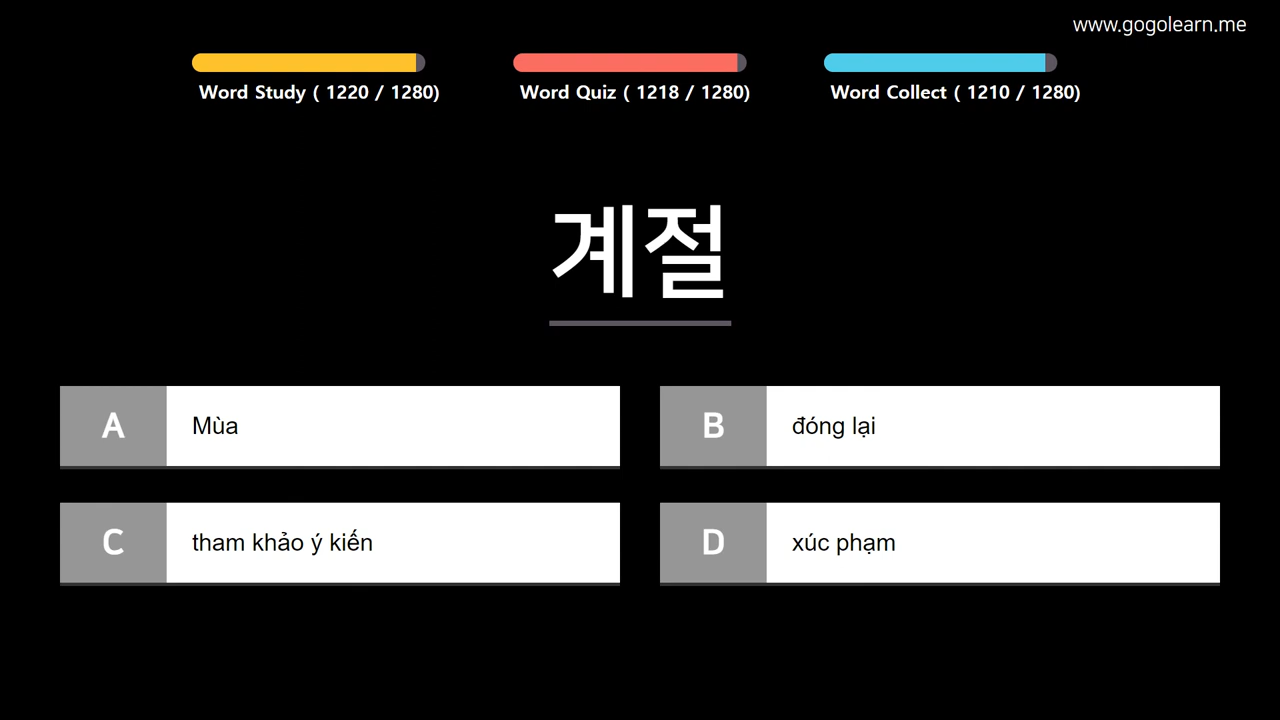 www.gogolearn.me
Word Study ( 1220 / 1280)
Word Quiz ( 1218 / 1280)
Word Collect ( 1210 / 1280)
계절
A
Mùa
B
đóng lại
C
tham khảo ý kiến
D
xúc phạm